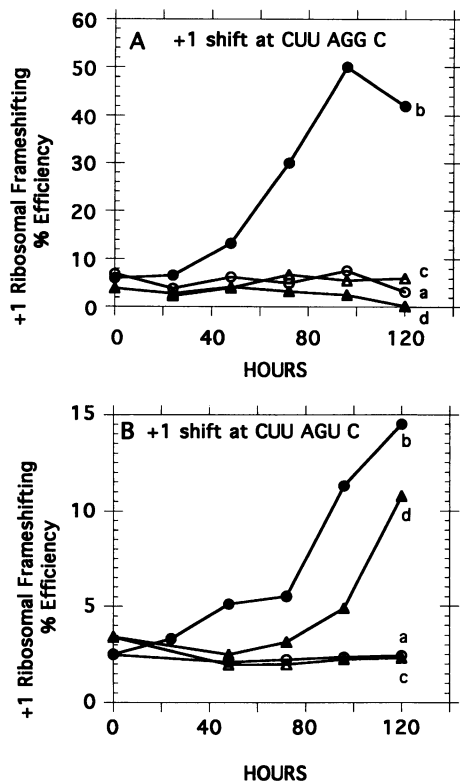 A +1 shift at CUU AGG C
60
50
40
30
20
10
0
+1 Ribosomal Frameshifting
% Efficiency
b
c
a
d
0 40 80 120
HOURS
B +1 shift at CUU AGU C
15
10
5
0
+1 Ribosomal Frameshifting
% Efficiency
b
d
a
c
0 40 80 120
HOURS